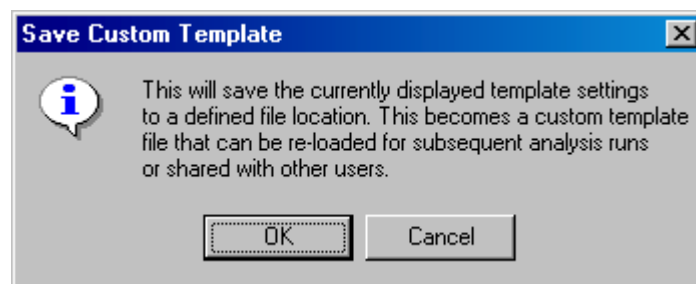 Save Custom Template
This will save the currently displayed template settings
to a defined file location. This becomes a custom template
file that can be re-loaded for subsequent analysis runs
or shared with other users.
OK
Cancel